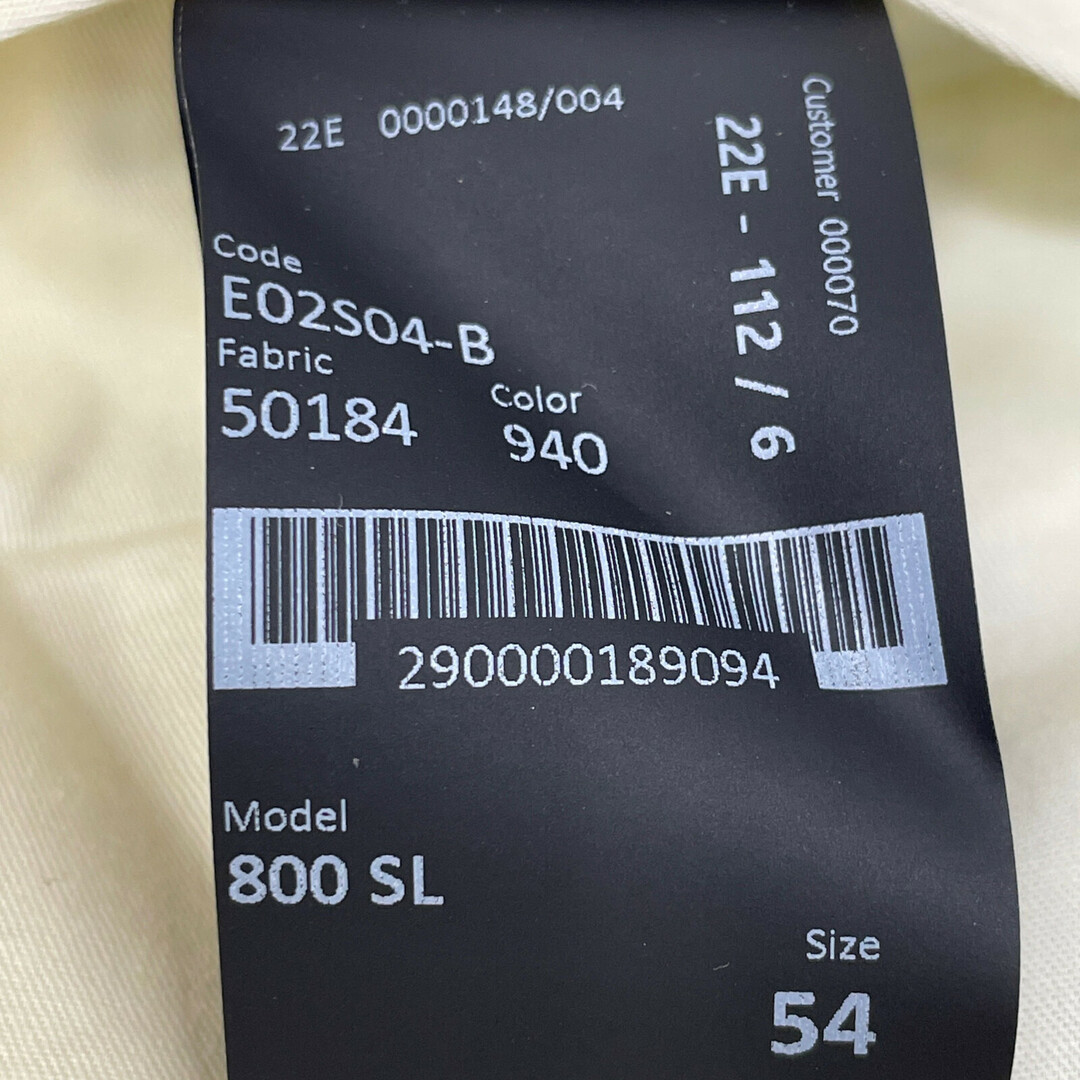 22E 0000148/004
Customer 000070
22E - 112 / 6
Code
E02S04-B
Fabric
50184
Color
940
290000189094
Model
800 SL
Size
54